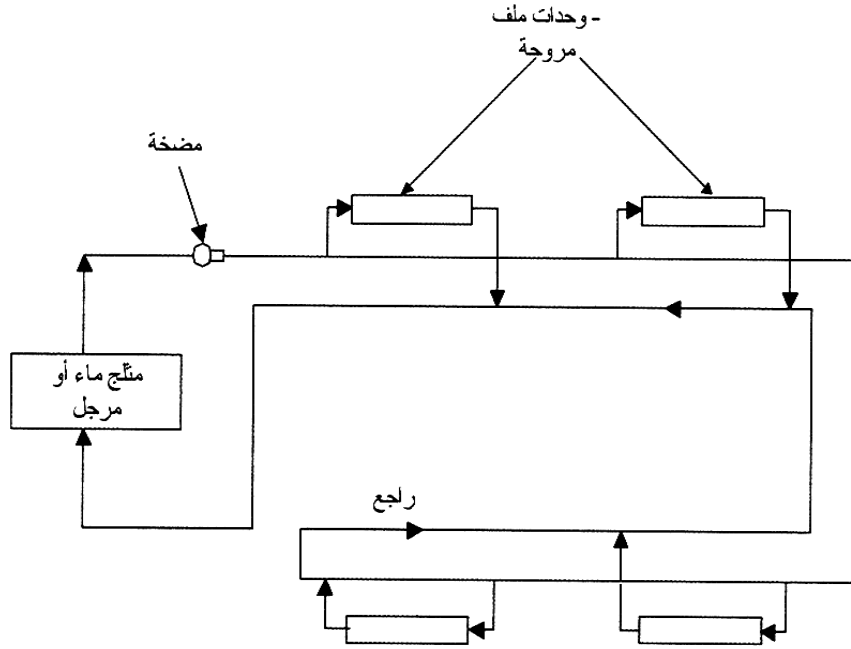 - وحدات ملف
مروحة
مضخة
مثلج ماء أو
مرجل
راجع